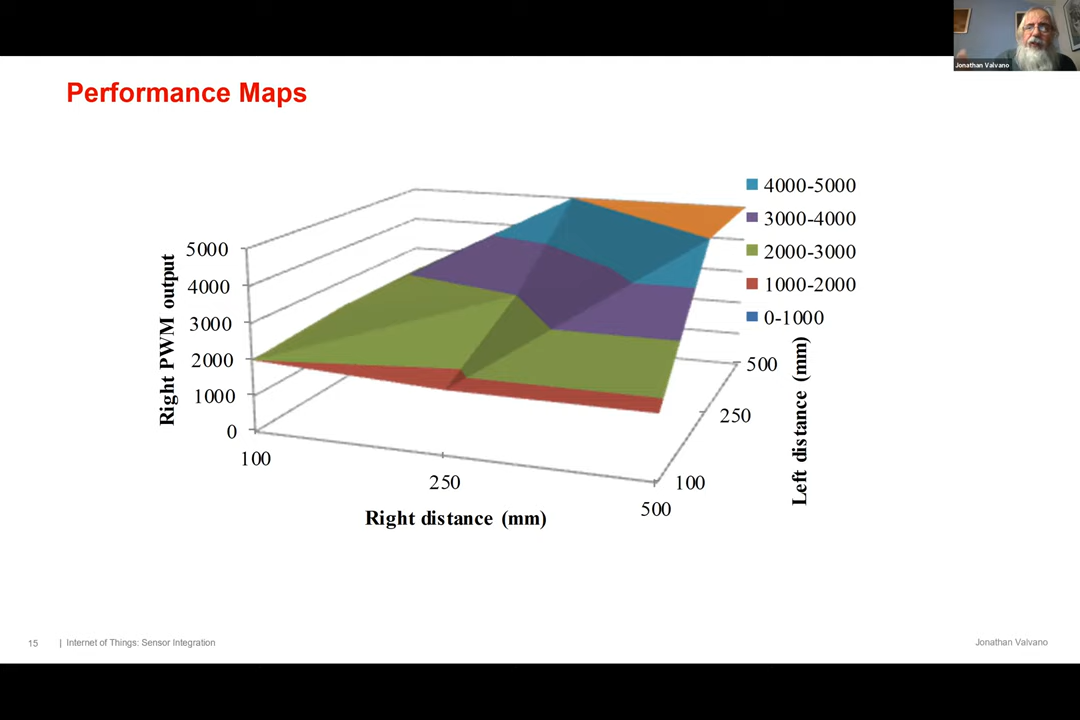 Jonathan Valvano
Performance Maps
4000-5000
3000-4000
2000-3000
1000-2000
0-1000
Right PWM output
5000
4000
3000
2000
1000
0
100
250
500
Right distance (mm)
500
250
100
Left distance (mm)
15 | Internet of Things: Sensor Integration
Jonathan Valvano